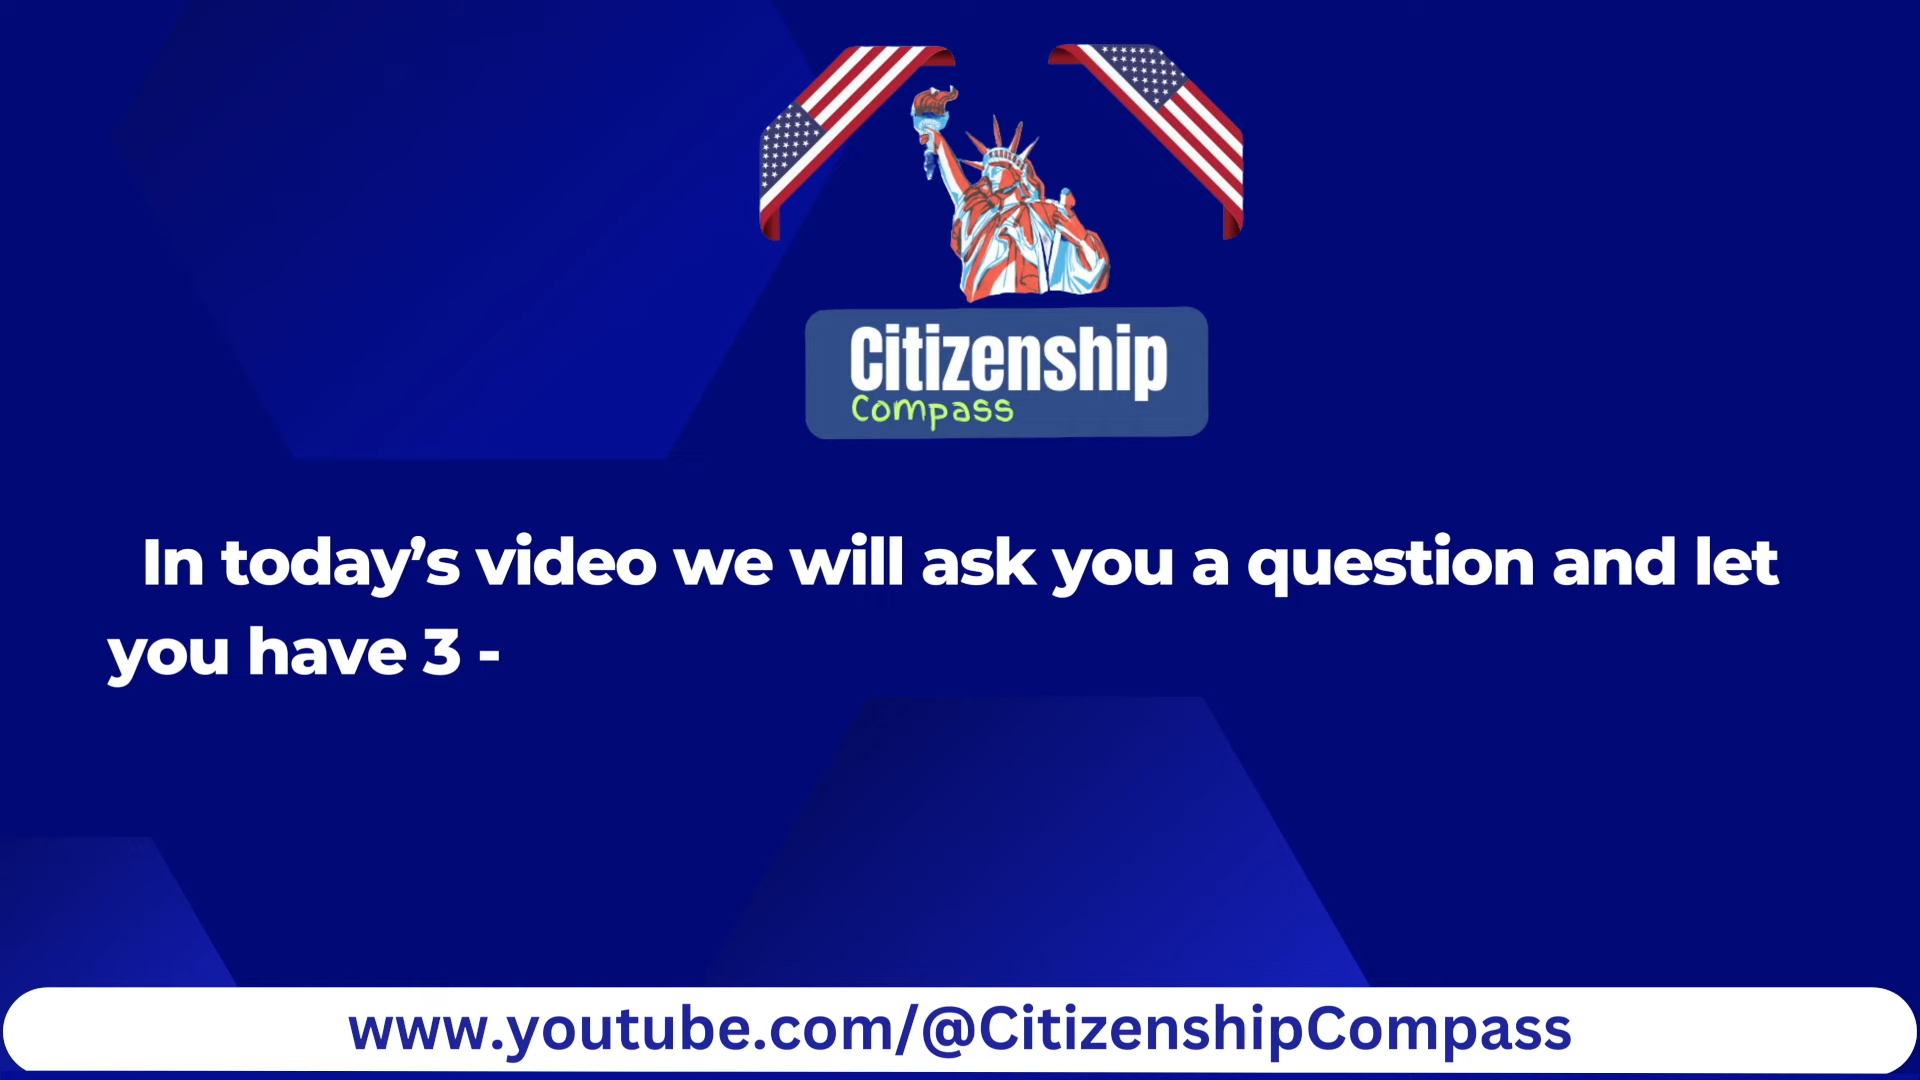 Citizenship
Compass
In today’s video we will ask you a question and let
you have 3 -
www.youtube.com/@CitizenshipCompass